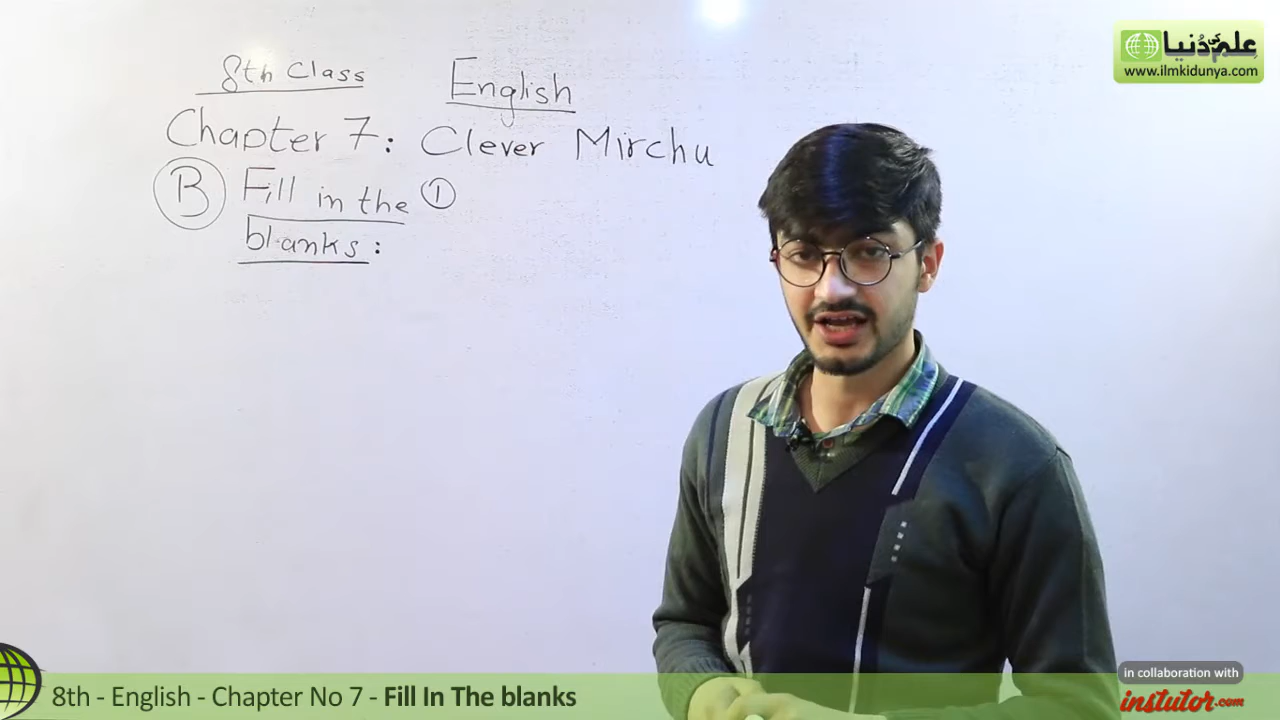 8th Class English
Chapter 7: Clever Mirchu
B Fill in the 1
blanks:
علم کی دُنیا
www.ilmkidunya.com
in collaboration with
instutor.com
8th - English - Chapter No 7 - Fill In The blanks